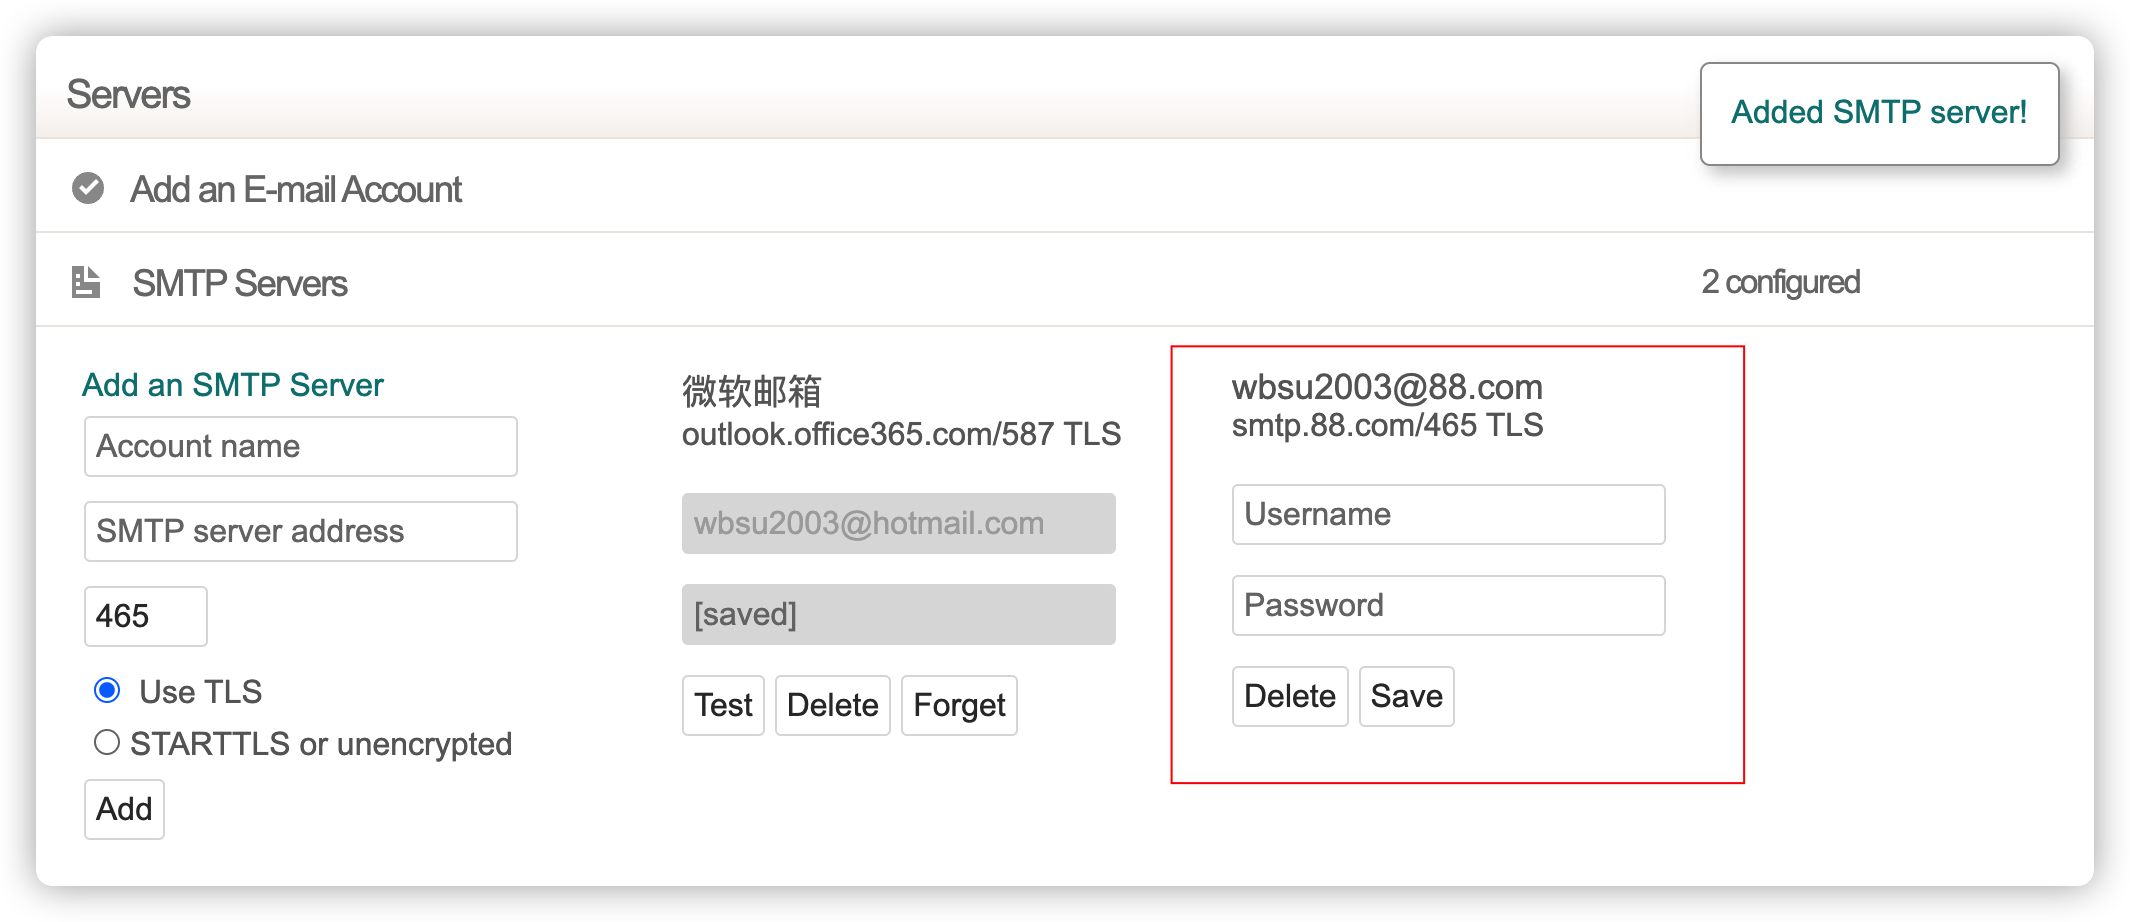 Servers
Added SMTP server!
Add an E-mail Account
SMTP Servers
2 configured
Add an SMTP Server
Account name
SMTP server address
465
Use TLS
STARTTLS or unencrypted
Add
微软邮箱
outlook.office365.com/587 TLS
wbsu2003@hotmail.com
[saved]
Test Delete Forget
wbsu2003@88.com
smtp.88.com/465 TLS
Username
Password
Delete Save